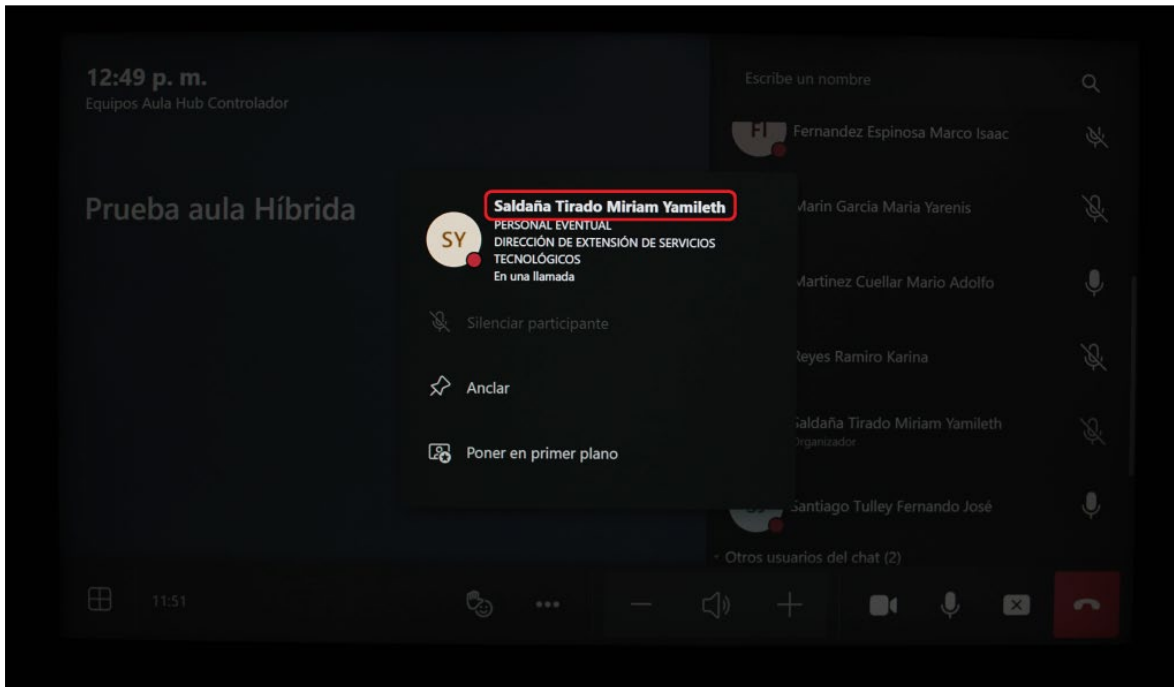 12:49 p. m.
Equipos Aula Hub Controlador
Prueba aula Híbrida
Escribe un nombre
FI
Fernandez Espinosa Marco Isaac
Marin Garcia Maria Yarenis
Martinez Cuellar Mario Adolfo
Reyes Ramiro Karina
Saldaña Tirado Miriam Yamileth
Organizador
Santiago Tulley Fernando José
Otros usuarios del chat (2)
SY
Saldaña Tirado Miriam Yamileth
PERSONAL EVENTUAL
DIRECCIÓN DE EXTENSIÓN DE SERVICIOS
TECNOLÓGICOS
En una llamada
Silenciar participante
Anclar
Poner en primer plano
11:51